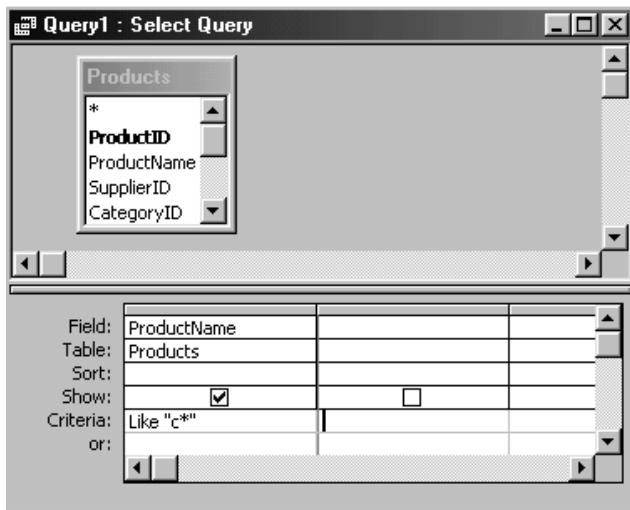 Query1 : Select Query
Products
*
ProductID
ProductName
SupplierID
CategoryID
Field: ProductName
Table: Products
Sort:
Show:
Criteria: Like "c*"
or: